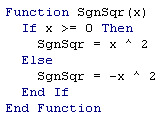 Function SgnSqr(x)
  If x >= 0 Then
    SgnSqr = x ^ 2
  Else
    SgnSqr = -x ^ 2
  End If
End Function